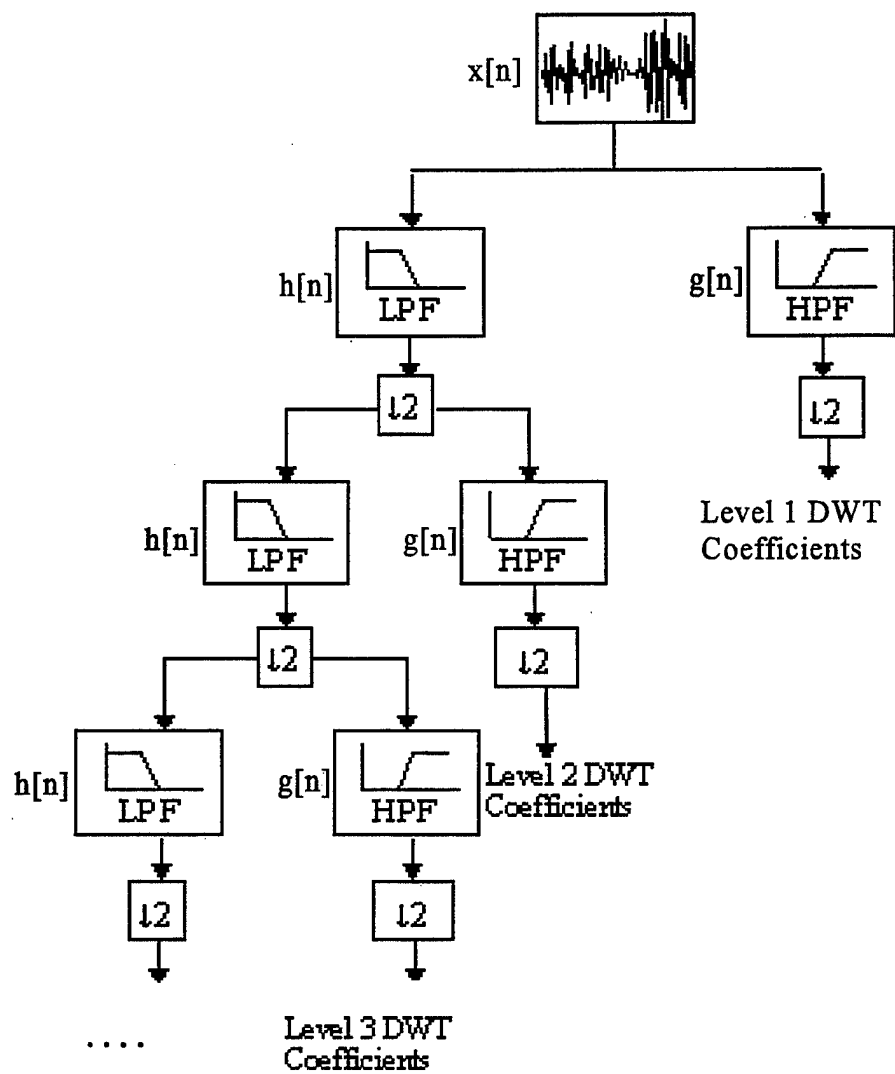 x[n]
h[n]
LPF
g[n]
HPF
↓2
↓2
h[n]
LPF
g[n]
HPF
Level 1 DWT
Coefficients
↓2
↓2
h[n]
LPF
g[n]
HPF
Level 2 DWT
Coefficients
↓2
↓2
....
Level 3 DWT
Coefficients